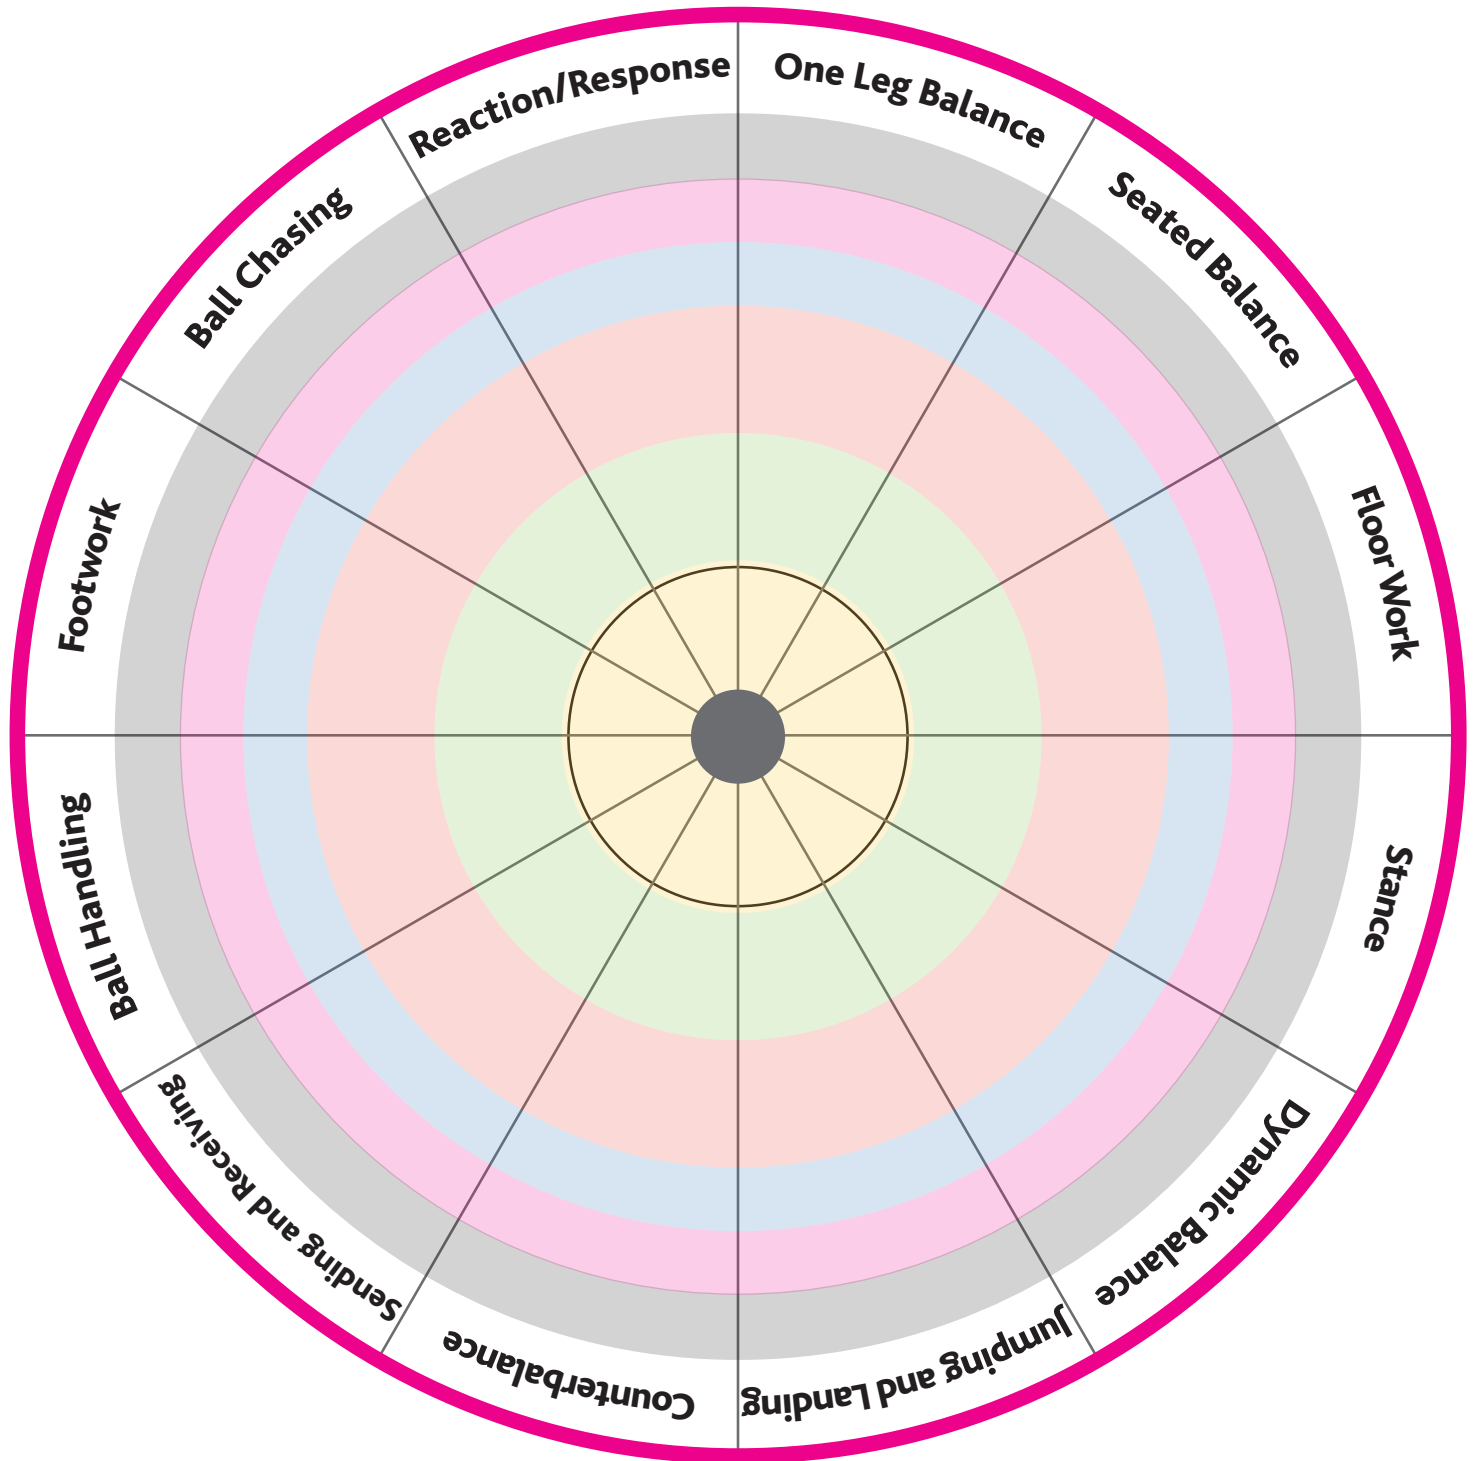 One Leg Balance
Seated Balance
Floor Work
Stance
Dynamic Balance
Jumping and Landing
Counterbalance
Sending and Receiving
Ball Handling
Footwork
Ball Chasing
Reaction/Response